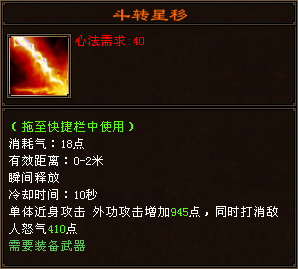 斗转星移
心法需求:40
（拖至快捷栏中使用）
消耗气：18点
有效距离：0-2米
瞬间释放
冷却时间：10秒
单体近身攻击 外功攻击增加945点，同时打消敌
人怒气410点
需要装备武器